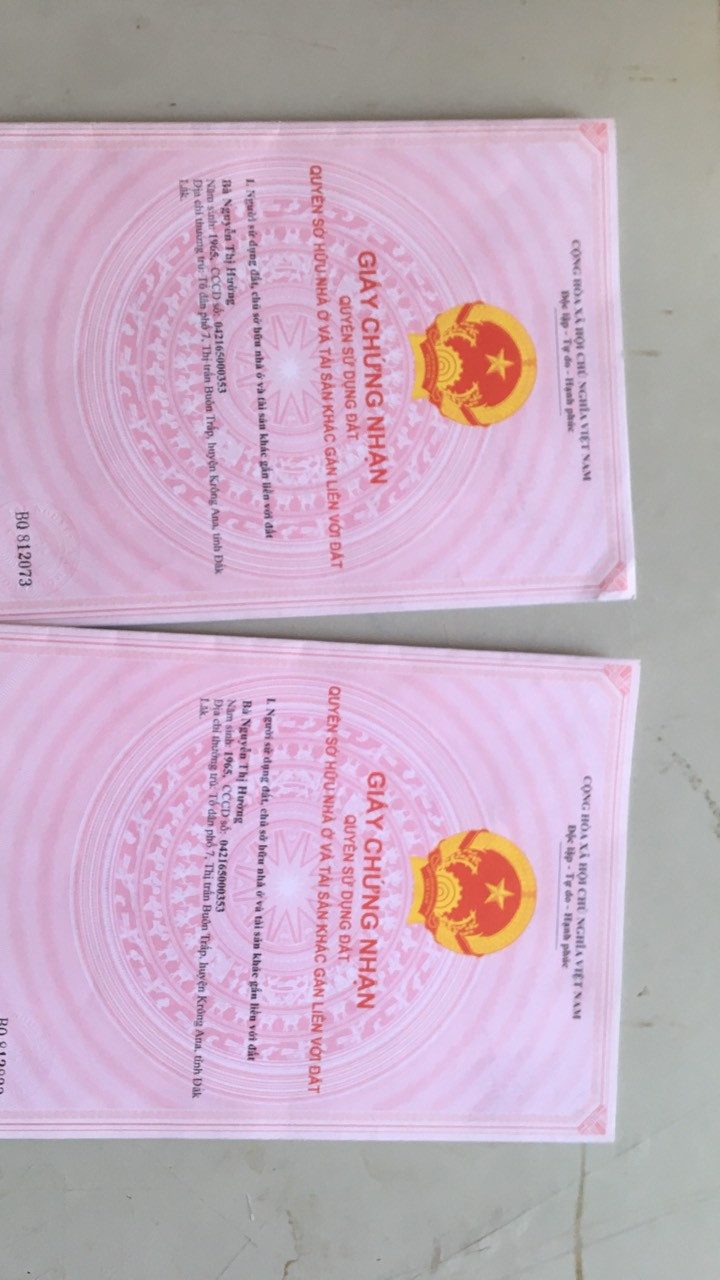 CỘNG HÒA XÃ HỘI CHỦ NGHĨA VIỆT NAM
Độc lập - Tự do - Hạnh phúc
GIẤY CHỨNG NHẬN
QUYỀN SỬ DỤNG ĐẤT
QUYỀN SỞ HỮU NHÀ Ở VÀ TÀI SẢN KHÁC GẮN LIỀN VỚI ĐẤT
I. Người sử dụng đất, chủ sở hữu nhà ở và tài sản khác gắn liền với đất
Bà Nguyễn Thị Hường
Năm sinh: 1965, CCCD số: 042165000353
Địa chỉ thường trú: Tổ dân phố 7, Thị trấn Buôn Trấp, huyện Krông Ana, tỉnh Đắk
Lắk.
BQ 812073
CỘNG HÒA XÃ HỘI CHỦ NGHĨA VIỆT NAM
Độc lập - Tự do - Hạnh phúc
GIẤY CHỨNG NHẬN
QUYỀN SỬ DỤNG ĐẤT
QUYỀN SỞ HỮU NHÀ Ở VÀ TÀI SẢN KHÁC GẮN LIỀN VỚI ĐẤT
I. Người sử dụng đất, chủ sở hữu nhà ở và tài sản khác gắn liền với đất
Bà Nguyễn Thị Hường
Năm sinh: 1965, CCCD số: 042165000353
Địa chỉ thường trú: Tổ dân phố 7, Thị trấn Buôn Trấp, huyện Krông Ana, tỉnh Đắk
Lắk.
BQ